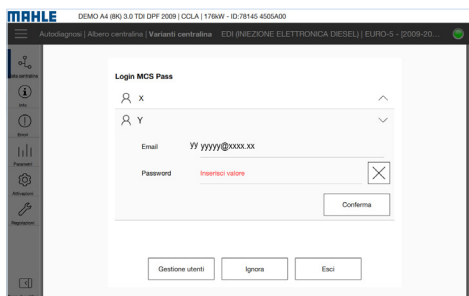 MAHLE DEMO A4 (8K) 3.0 TDI DPF 2009 | CCLA | 176kW - ID:78145 4505A00
Autodiagnosi | Albero centralina | Varianti centralina EDI (INIEZIONE ELETTRONICA DIESEL) | EURO-5 - [2009-20...
Login MCS Pass
X
Y
Email yy yyyyy@xxxx.xx
Password Inserisci valore
Conferma
Gestione utenti Ignora Esci
Info
Errori
Parametri
Attivazioni
Regolazioni